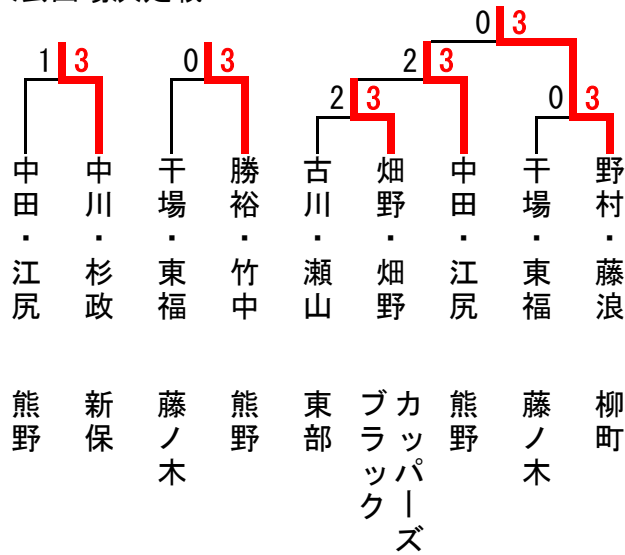 0 3
1 3
0 3
2 3
2 3
0 3
中田・江尻
中川・杉政
干場・東福
勝裕・竹中
古川・瀬山
畑野・畑野
中田・江尻
干場・東福
野村・藤浪
熊野
新保
藤ノ木
熊野
東部
カッパーズ
ブラック
熊野
藤ノ木
柳町